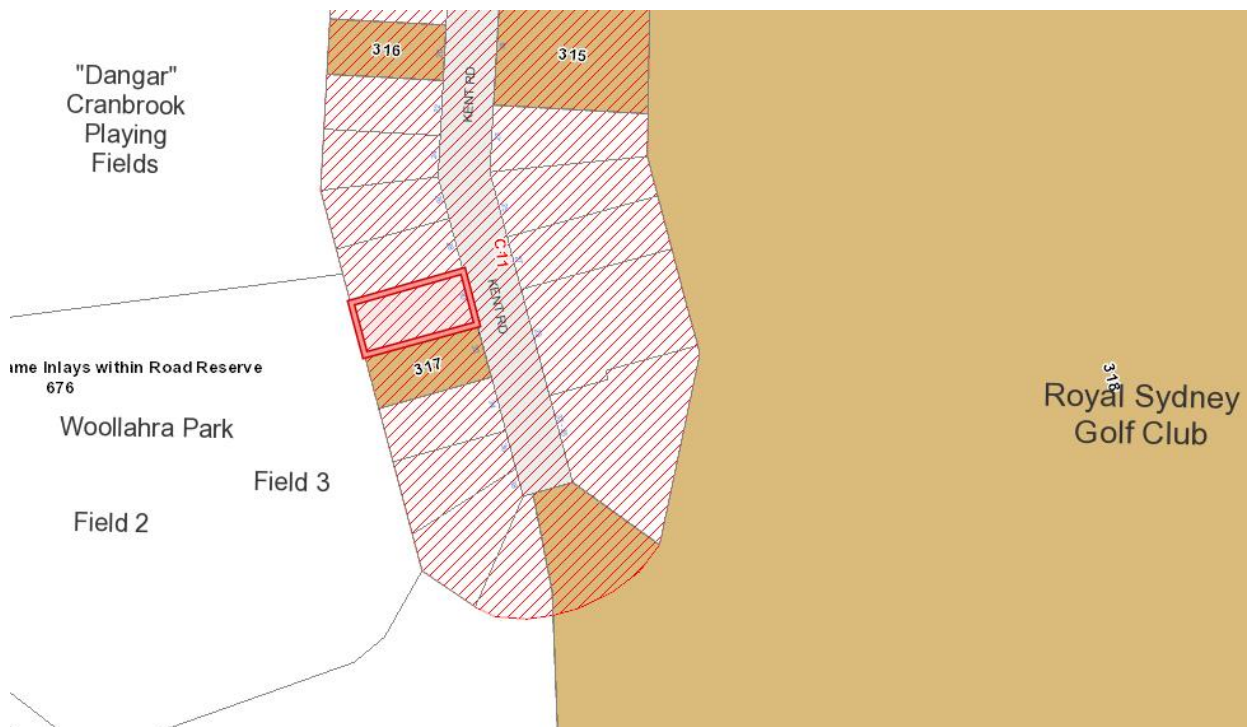 316
315
"Dangar"
Cranbrook
Playing
Fields
KENT RD
C11
KENT RD
317
ame Inlays within Road Reserve
676
Woollahra Park
Field 3
Field 2
318
Royal Sydney
Golf Club